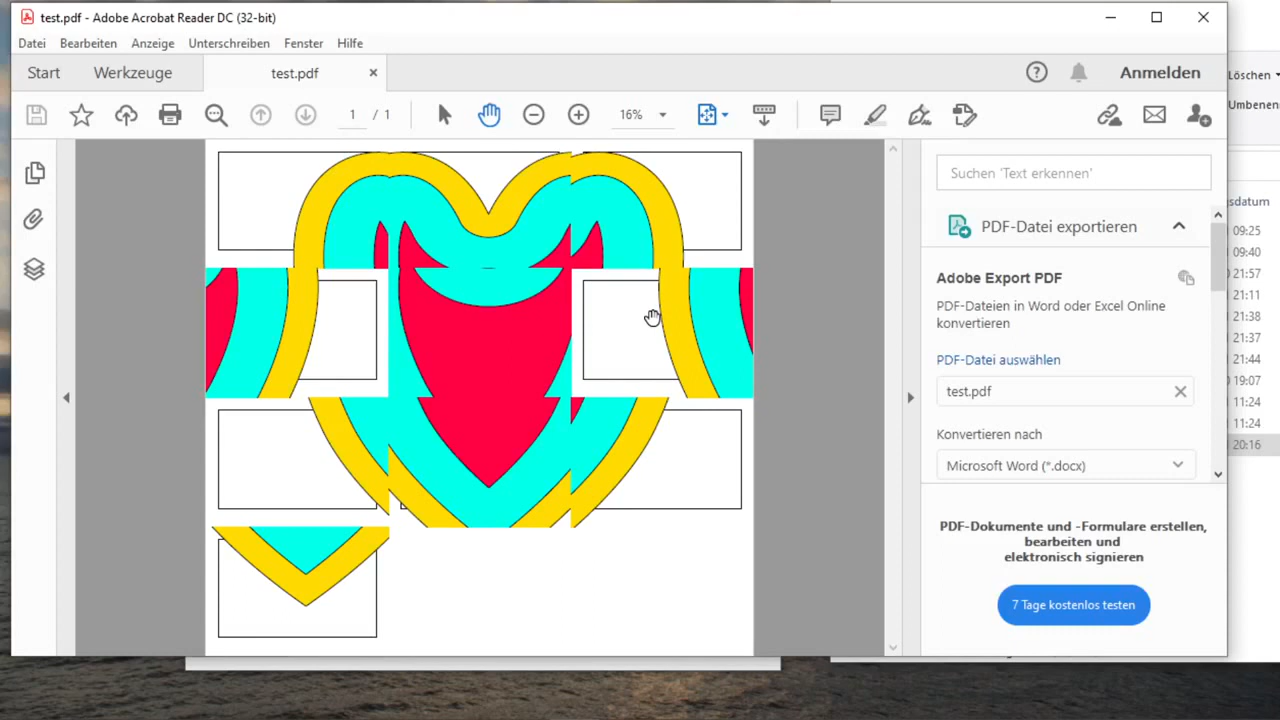 test.pdf - Adobe Acrobat Reader DC (32-bit)
Datei Bearbeiten Anzeige Unterschreiben Fenster Hilfe
Start Werkzeuge test.pdf Anmelden
1 / 1 16%
Löschen
Umbenen
Suchen 'Text erkennen'
PDF-Datei exportieren
Adobe Export PDF
PDF-Dateien in Word oder Excel Online
konvertieren
PDF-Datei auswählen
test.pdf
Konvertieren nach
Microsoft Word (*.docx)
PDF-Dokumente und -Formulare erstellen,
bearbeiten und
elektronisch signieren
7 Tage kostenlos testen
sdatum
09:25
09:40
21:57
21:11
21:38
21:37
21:44
19:07
11:24
11:24
20:16